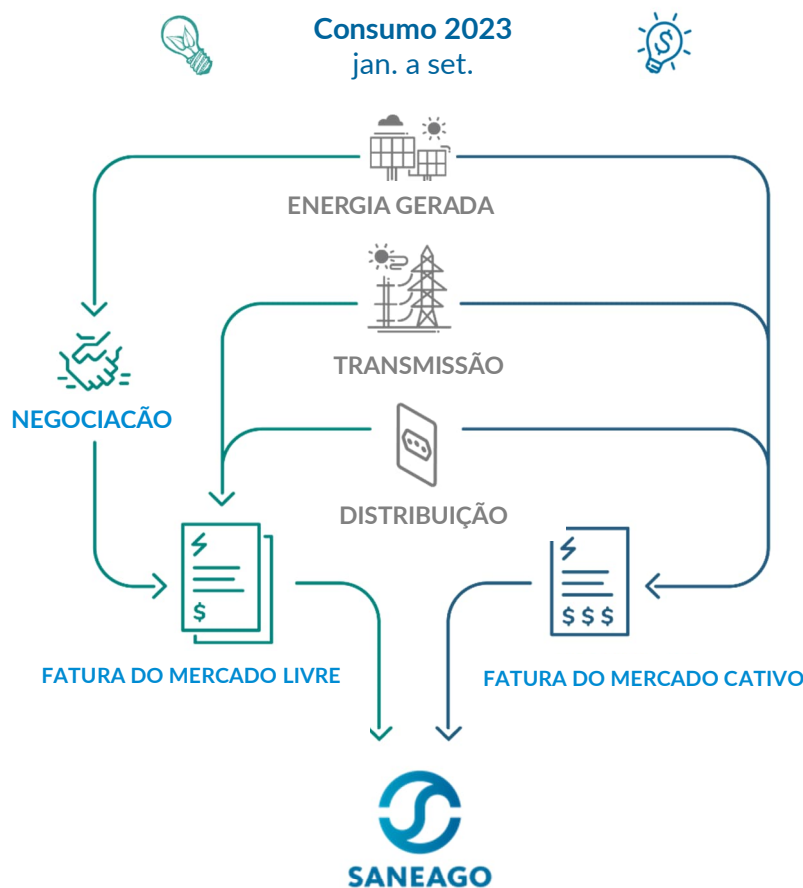 Consumo 2023
jan. a set.
$
ENERGIA GERADA
TRANSMISSÃO
NEGOCIACÃO
DISTRIBUIÇÃO
$
$ $ $
FATURA DO MERCADO LIVRE
FATURA DO MERCADO CATIVO
SANEAGO